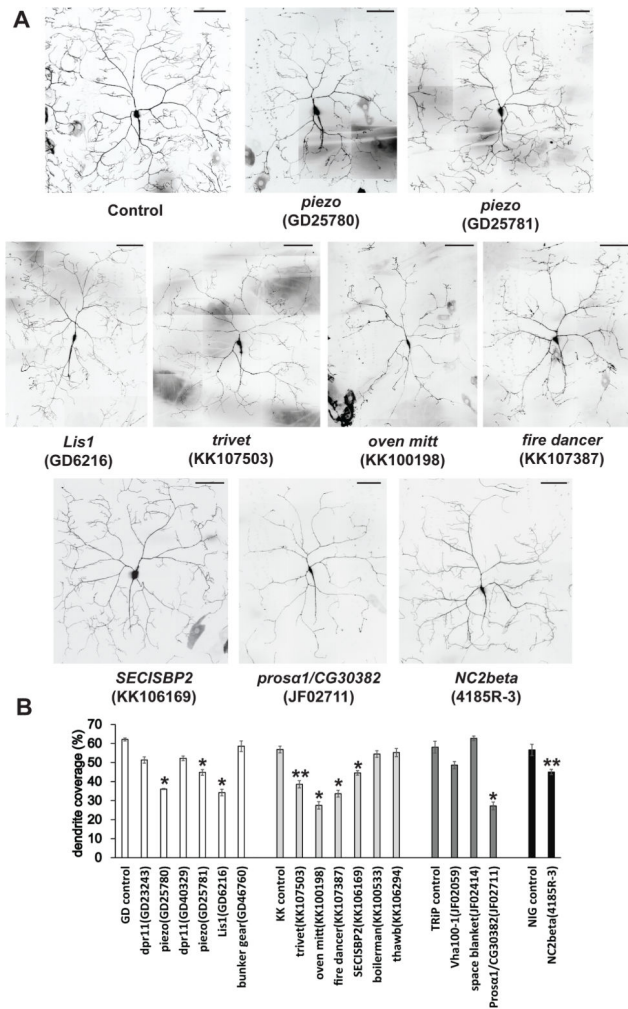 A
Control
piezo
(GD25780)
piezo
(GD25781)
Lis1
(GD6216)
trivet
(KK107503)
oven mitt
(KK100198)
fire dancer
(KK107387)
SECISBP2
(KK106169)
prosα1/CG30382
(JF02711)
NC2beta
(4185R-3)
B
dendrite coverage (%)
70
60
50
40
30
20
10
0
*
*
*
**
*
*
*
*
**
GD control
dpr11(GD23243)
piezo(GD25780)
dpr11(GD40329)
piezo(GD25781)
Lis1(GD6216)
bunker gear(GD46760)
KK control
trivet(KK107503)
oven mitt(KK100198)
fire dancer(KK107387)
SECISBP2(KK106169)
boilerman(KK100533)
thawb(KK106294)
TRiP control
Vha100-1(JF02059)
space blanket(JF02414)
Prosα1/CG30382(JF02711)
NIG control
NC2beta(4185R-3)